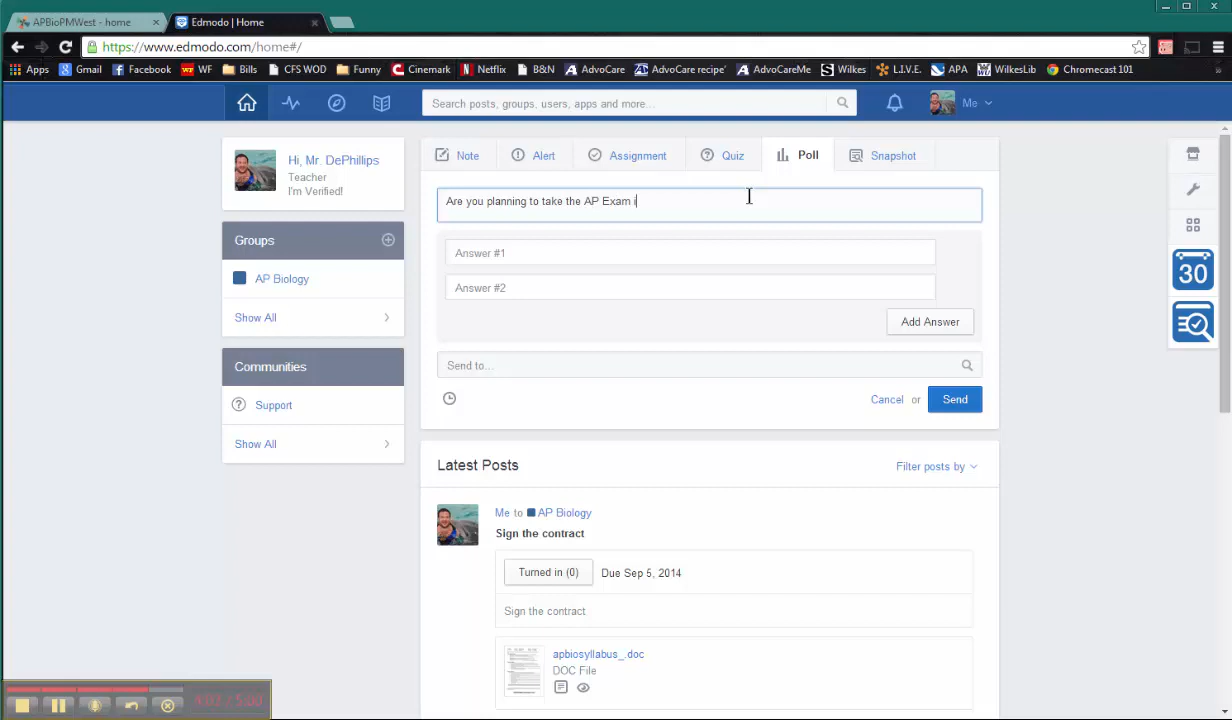 APBioPMWest - home
Edmodo | Home
https://www.edmodo.com/home#/
Apps Gmail Facebook WF Bills CFS WOD Funny Cinemark Netflix B&N AdvoCare AdvoCare recipe' AdvoCareMe Wilkes L.I.V.E. APA WilkesLib Chromecast 101
Search posts, groups, users, apps and more...
Me
Hi, Mr. DePhillips
Teacher
I'm Verified!
Groups
AP Biology
Show All
Communities
Support
Show All
Note Alert Assignment Quiz Poll Snapshot
Are you planning to take the AP Exam i
Answer #1
Answer #2
Add Answer
Send to...
Cancel or Send
30
Latest Posts
Filter posts by
Me to AP Biology
Sign the contract
Turned in (0) Due Sep 5, 2014
Sign the contract
apbiosyllabus_.doc
DOC File
4:02 / 5:00